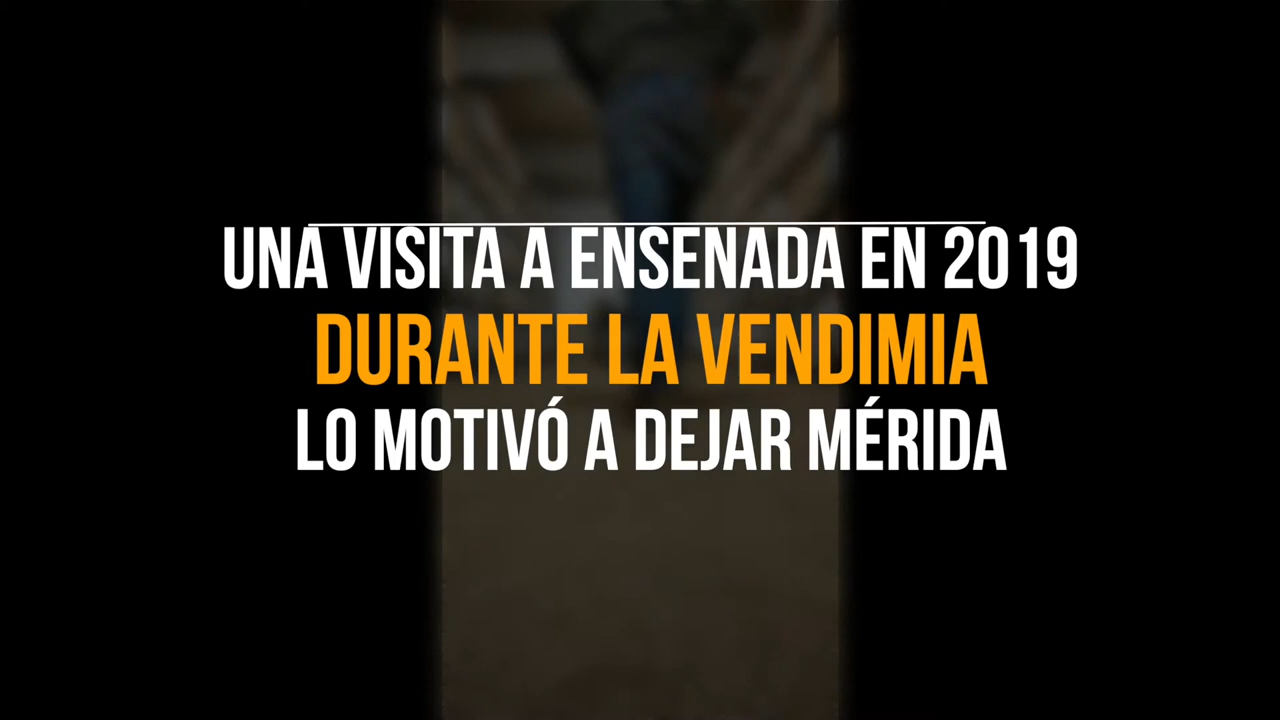 UNA VISITA A ENSENADA EN 2019
DURANTE LA VENDIMIA
LO MOTIVÓ A DEJAR MÉRIDA